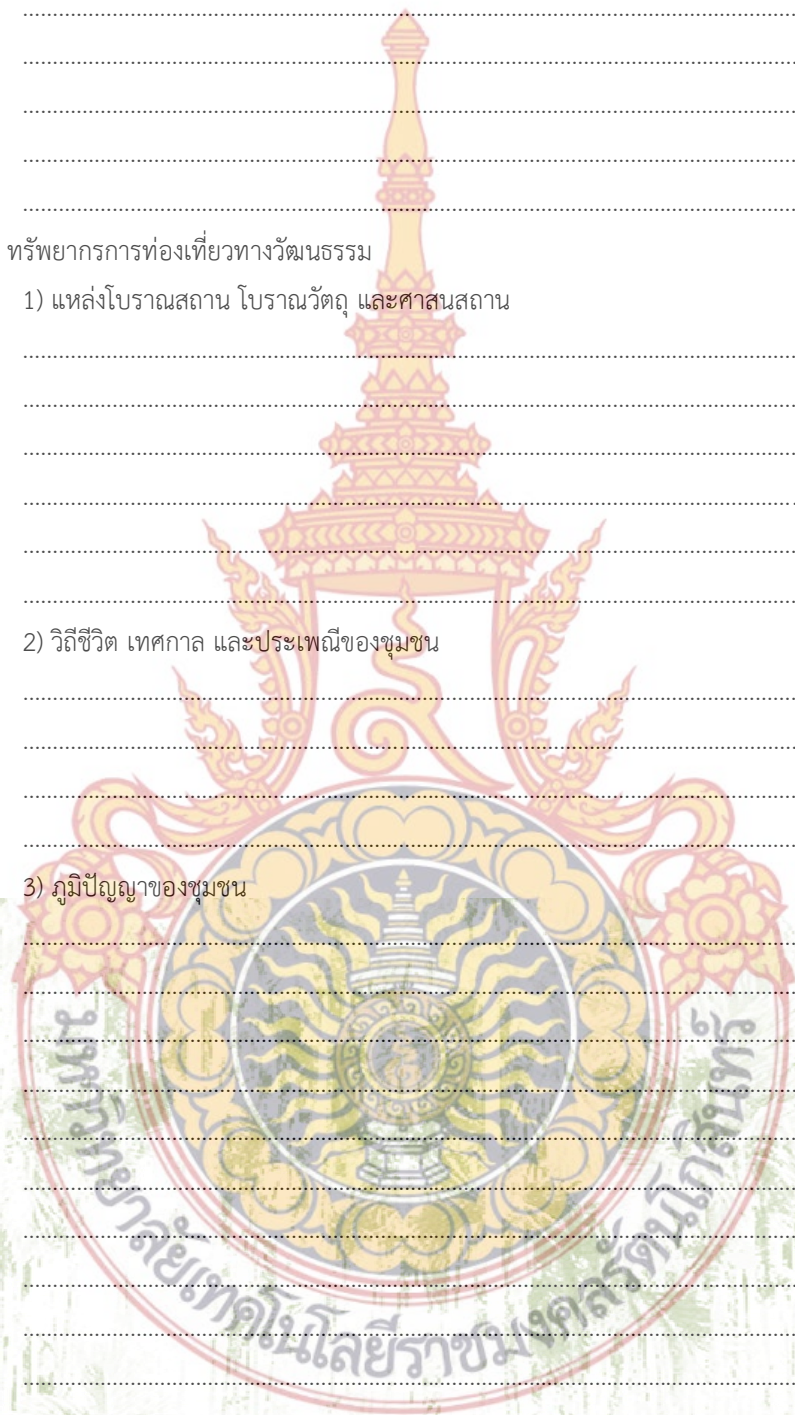 ทรัพยากรการท่องเที่ยวทางวัฒนธรรม
1) แหล่งโบราณสถาน โบราณวัตถุ และศาสนสถาน
2) วิถีชีวิต เทศกาล และประเพณีของชุมชน
3) ภูมิปัญญาของชุมชน
มหาวิทยาลัยเทคโนโลยีราชมงคลรัตนโกสินทร์